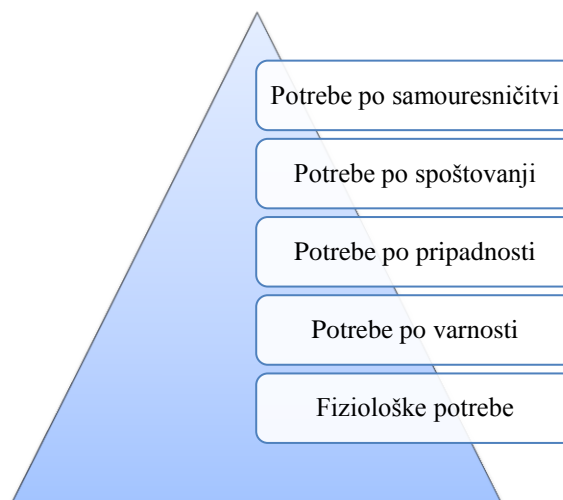 Potrebe po samouresničitvi
Potrebe po spoštovanji
Potrebe po pripadnosti
Potrebe po varnosti
Fiziološke potrebe